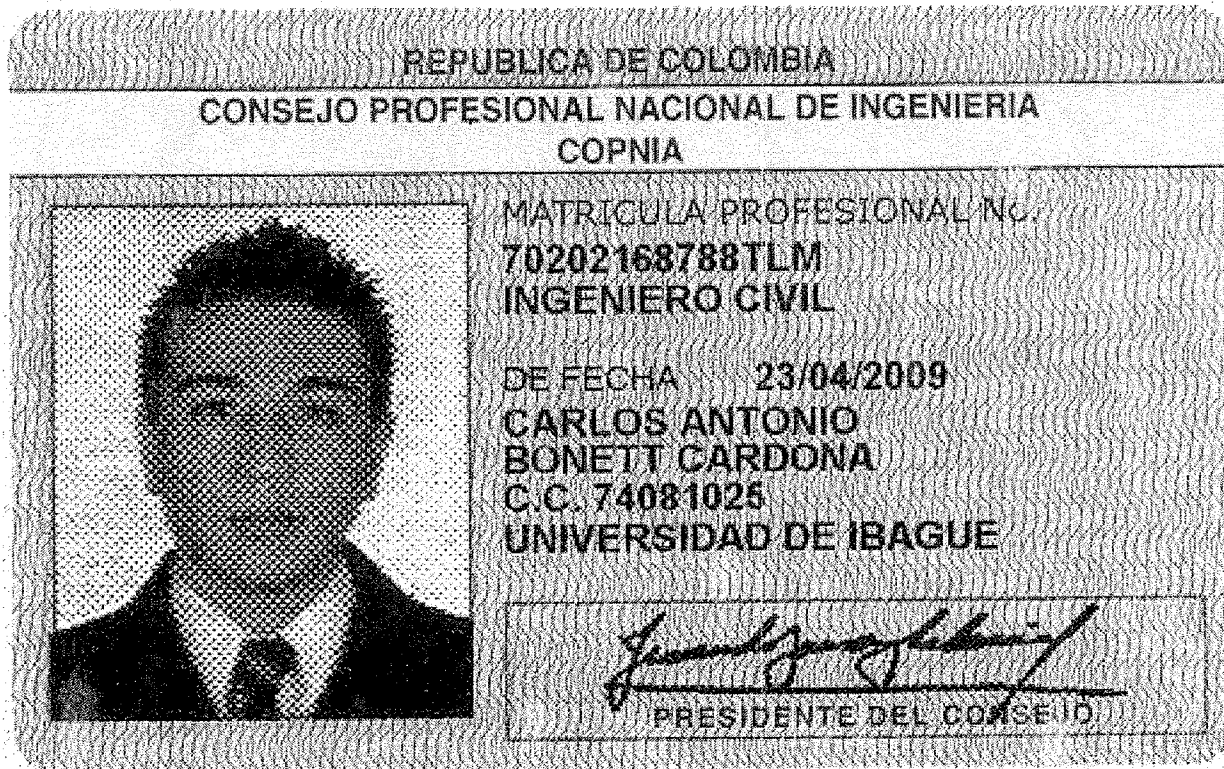 REPUBLICA DE COLOMBIA
CONSEJO PROFESIONAL NACIONAL DE INGENIERIA
COPNIA
MATRICULA PROFESIONAL No.
70202168788TLM
INGENIERO CIVIL
DE FECHA 23/04/2009
CARLOS ANTONIO
BONETT CARDONA
C.C. 74081025
UNIVERSIDAD DE IBAGUE
PRESIDENTE DEL CONSEJO